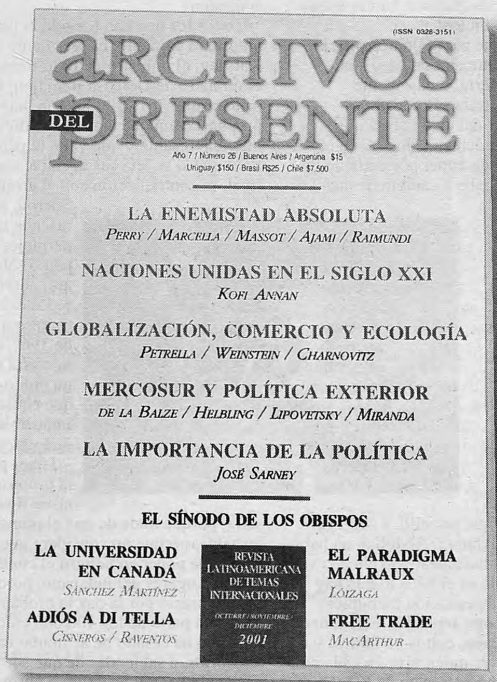 (ISSN 0328-3151)
aRCHIVOS
DEL PRESENTE
Año 7 / Número 26 / Buenos Aires / Argentina $15
Uruguay $150 / Brasil R$25 / Chile $7.500
LA ENEMISTAD ABSOLUTA
PERRY / MARCELLA / MASSOT / AJAMI / RAIMUNDI
NACIONES UNIDAS EN EL SIGLO XXI
KOFI ANNAN
GLOBALIZACIÓN, COMERCIO Y ECOLOGÍA
PETRELLA / WEINSTEIN / CHARNOVITZ
MERCOSUR Y POLÍTICA EXTERIOR
DE LA BALZE / HELBLING / LIPOVETSKY / MIRANDA
LA IMPORTANCIA DE LA POLÍTICA
JOSÉ SARNEY
EL SÍNODO DE LOS OBISPOS
LA UNIVERSIDAD
EN CANADÁ
SÁNCHEZ MARTÍNEZ
ADIÓS A DI TELLA
CISNEROS / RAVENTOS
REVISTA
LATINOAMERICANA
DE TEMAS
INTERNACIONALES
OCTUBRE / NOVIEMBRE /
DICIEMBRE
2001
EL PARADIGMA
MALRAUX
LOIZAGA
FREE TRADE
MACARTHUR